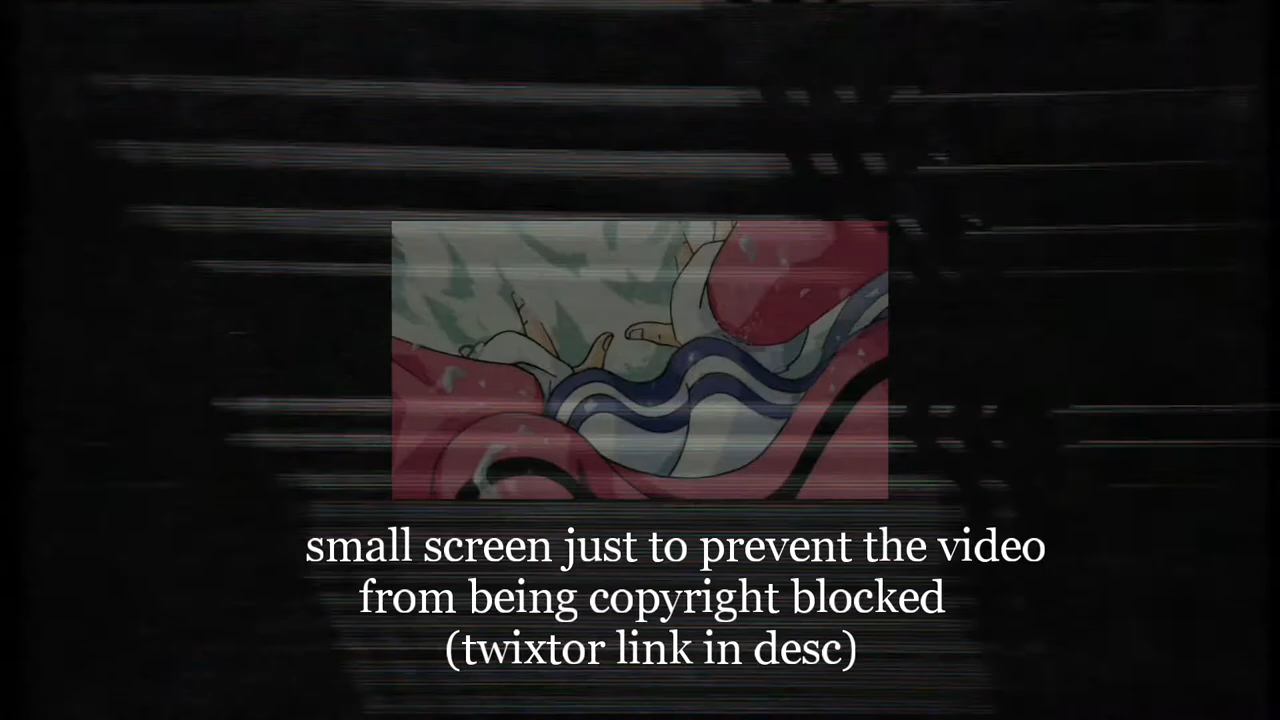 small screen just to prevent the video
from being copyright blocked
(twixtor link in desc)